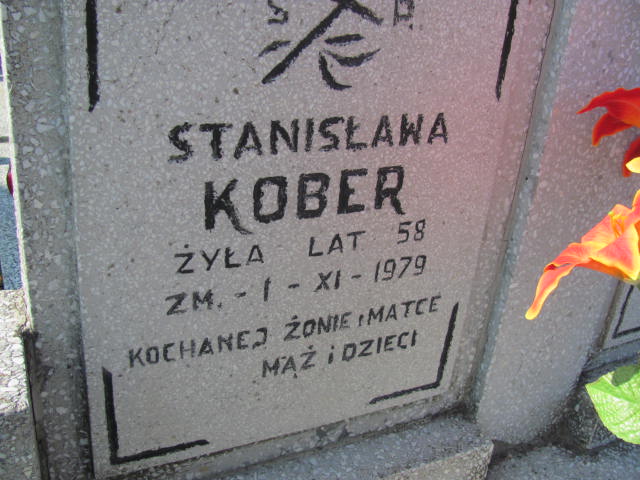 Ś P
STANISŁAWA
KOBER
ŻYŁA LAT 58
ZM. - 1 - XI - 1979
KOCHANEJ ŻONIE i MATCE
MĄŻ i DZIECI